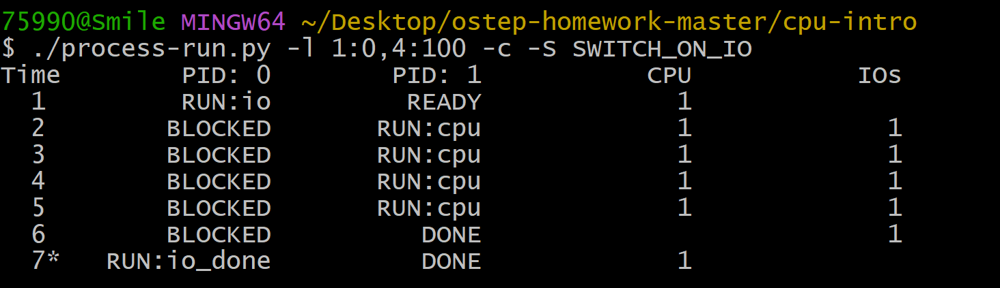 75990@Smile MINGW64 ~/Desktop/ostep-homework-master/cpu-intro
$ ./process-run.py -l 1:0,4:100 -c -S SWITCH_ON_IO
Time PID: 0 PID: 1 CPU IOs
1 RUN:io READY 1
2 BLOCKED RUN:cpu 1 1
3 BLOCKED RUN:cpu 1 1
4 BLOCKED RUN:cpu 1 1
5 BLOCKED RUN:cpu 1 1
6 BLOCKED DONE 1
7* RUN:io_done DONE 1